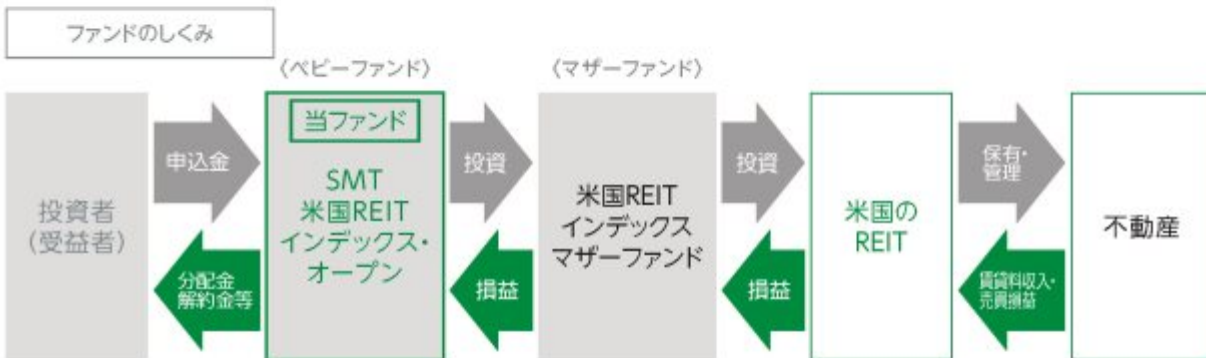 ファンドのしくみ
〈ベビーファンド〉
〈マザーファンド〉
投資者
(受益者)
申込金
分配金
解約金等
当ファンド
SMT
米国REIT
インデックス・
オープン
投資
損益
米国REIT
インデックス
マザーファンド
投資
損益
米国の
REIT
保有・
管理
賃貸料収入・
売買損益
不動産